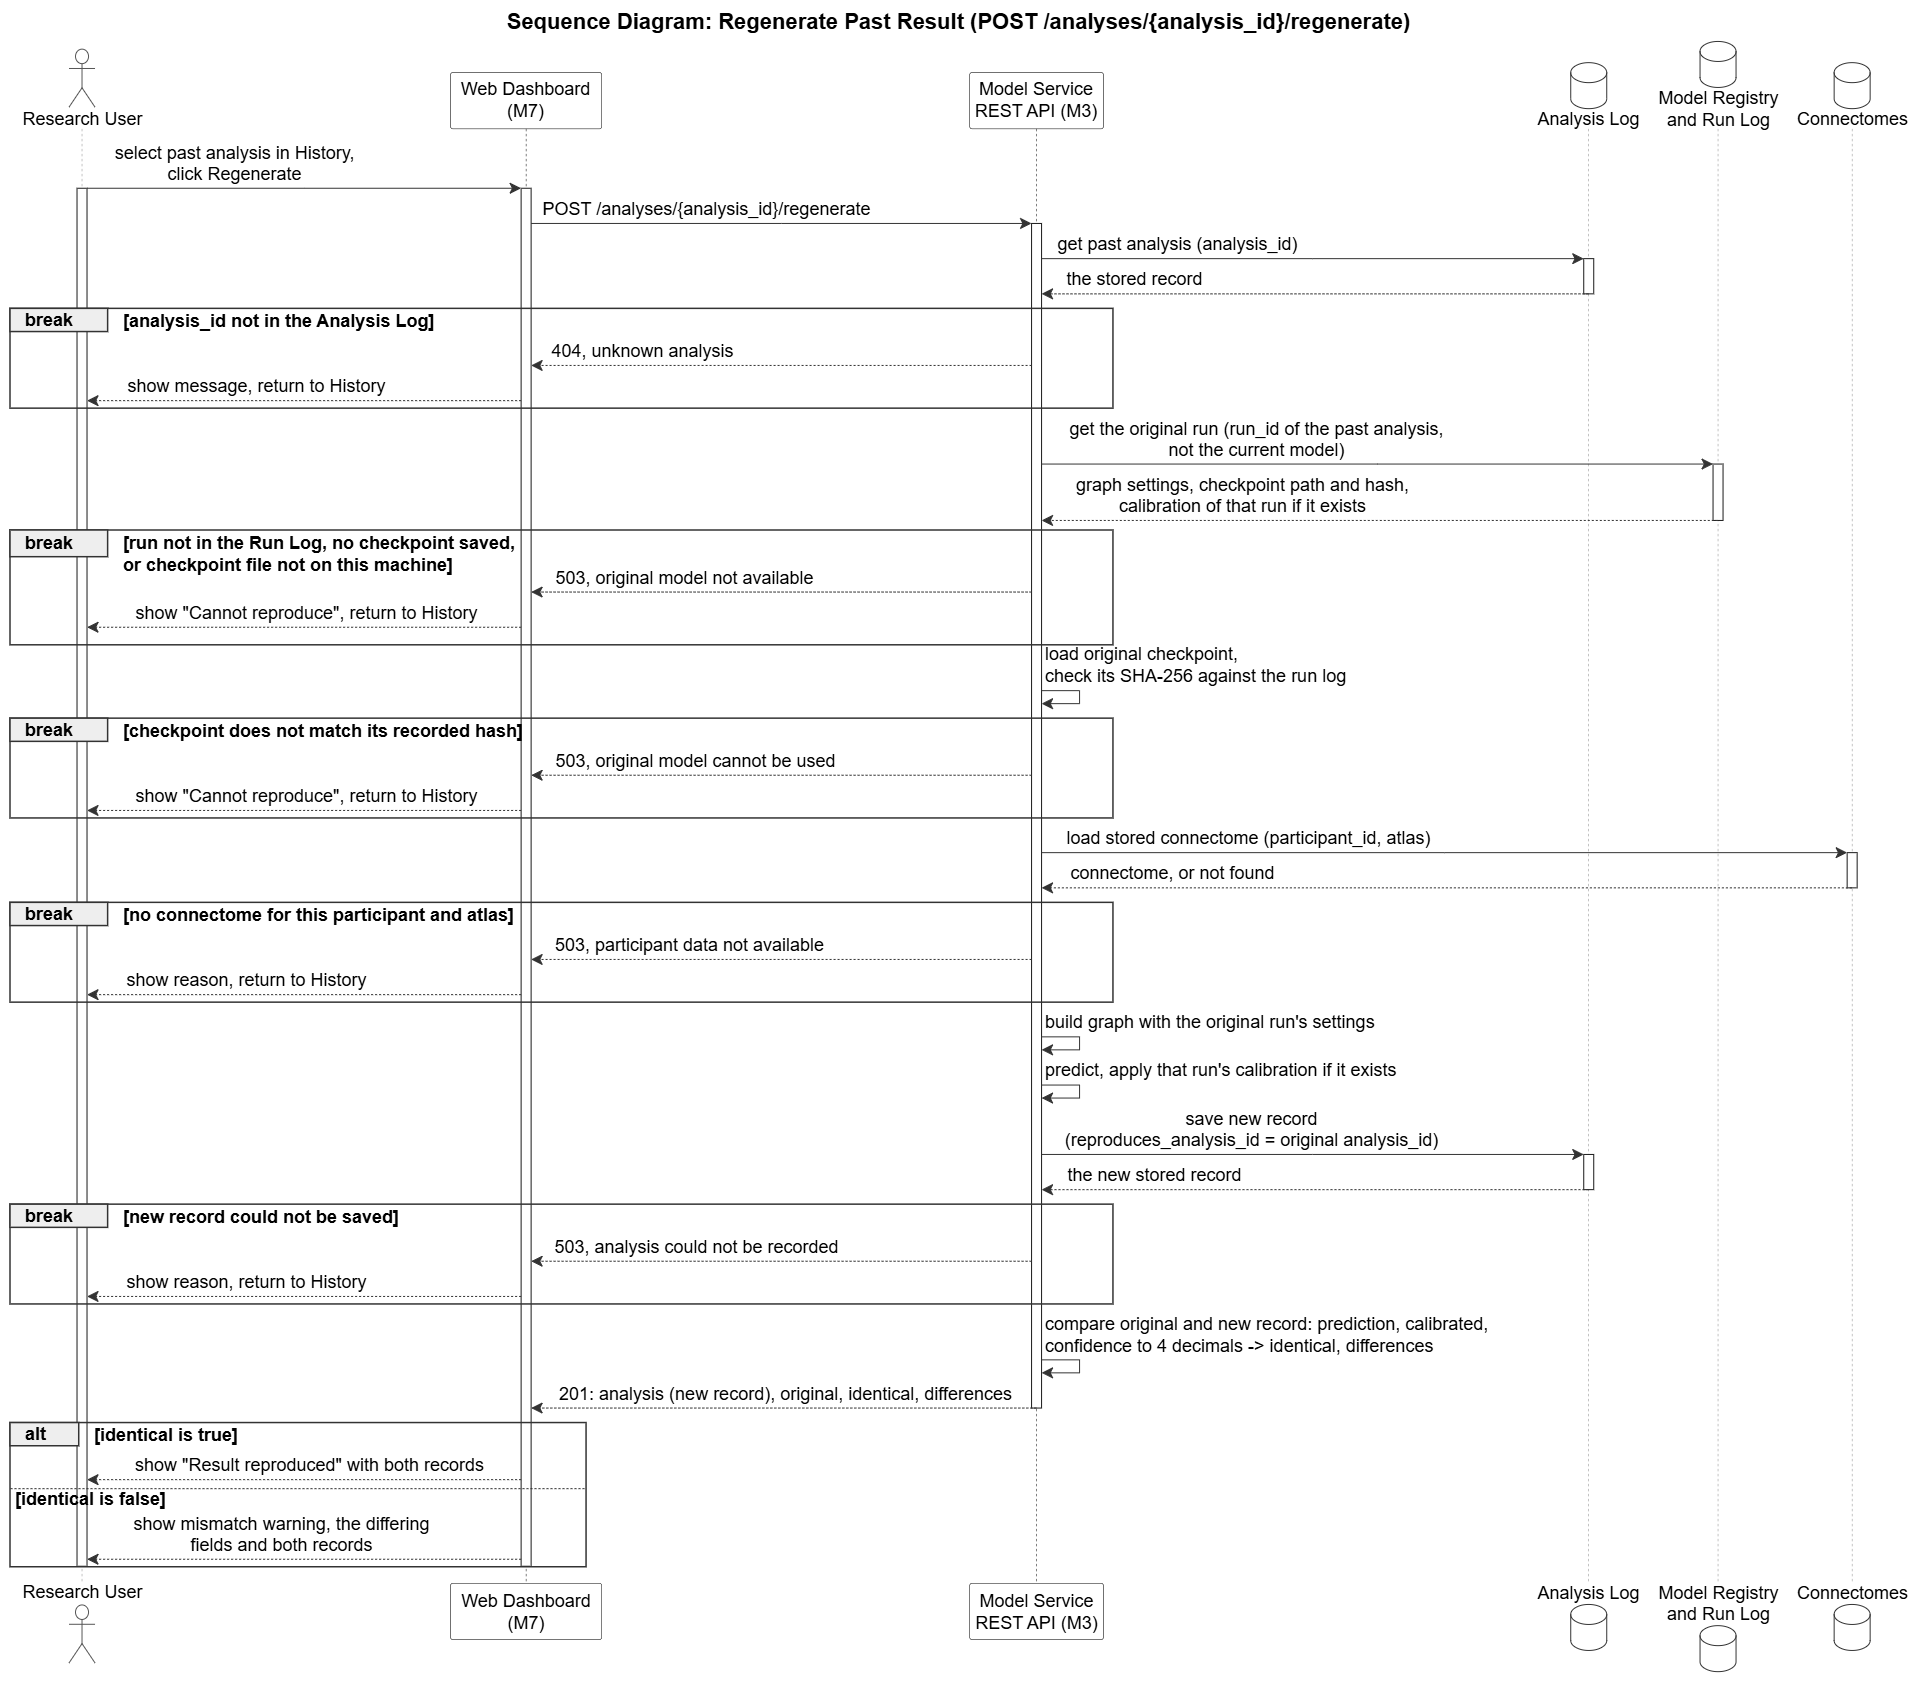 Sequence Diagram: Regenerate Past Result (POST /analyses/{analysis_id}/regenerate)
Research User
Web Dashboard
(M7)
Model Service
REST API (M3)
Analysis Log
Model Registry
and Run Log
Connectomes
select past analysis in History,
click Regenerate
POST /analyses/{analysis_id}/regenerate
get past analysis (analysis_id)
the stored record
break
[analysis_id not in the Analysis Log]
404, unknown analysis
show message, return to History
get the original run (run_id of the past analysis,
not the current model)
graph settings, checkpoint path and hash,
calibration of that run if it exists
break
[run not in the Run Log, no checkpoint saved,
or checkpoint file not on this machine]
503, original model not available
show "Cannot reproduce", return to History
load original checkpoint,
check its SHA-256 against the run log
break
[checkpoint does not match its recorded hash]
503, original model cannot be used
show "Cannot reproduce", return to History
load stored connectome (participant_id, atlas)
connectome, or not found
break
[no connectome for this participant and atlas]
503, participant data not available
show reason, return to History
build graph with the original run's settings
predict, apply that run's calibration if it exists
save new record
(reproduces_analysis_id = original analysis_id)
the new stored record
break
[new record could not be saved]
503, analysis could not be recorded
show reason, return to History
compare original and new record: prediction, calibrated,
confidence to 4 decimals -> identical, differences
201: analysis (new record), original, identical, differences
alt
[identical is true]
show "Result reproduced" with both records
[identical is false]
show mismatch warning, the differing
fields and both records
Research User
Web Dashboard
(M7)
Model Service
REST API (M3)
Analysis Log
Model Registry
and Run Log
Connectomes